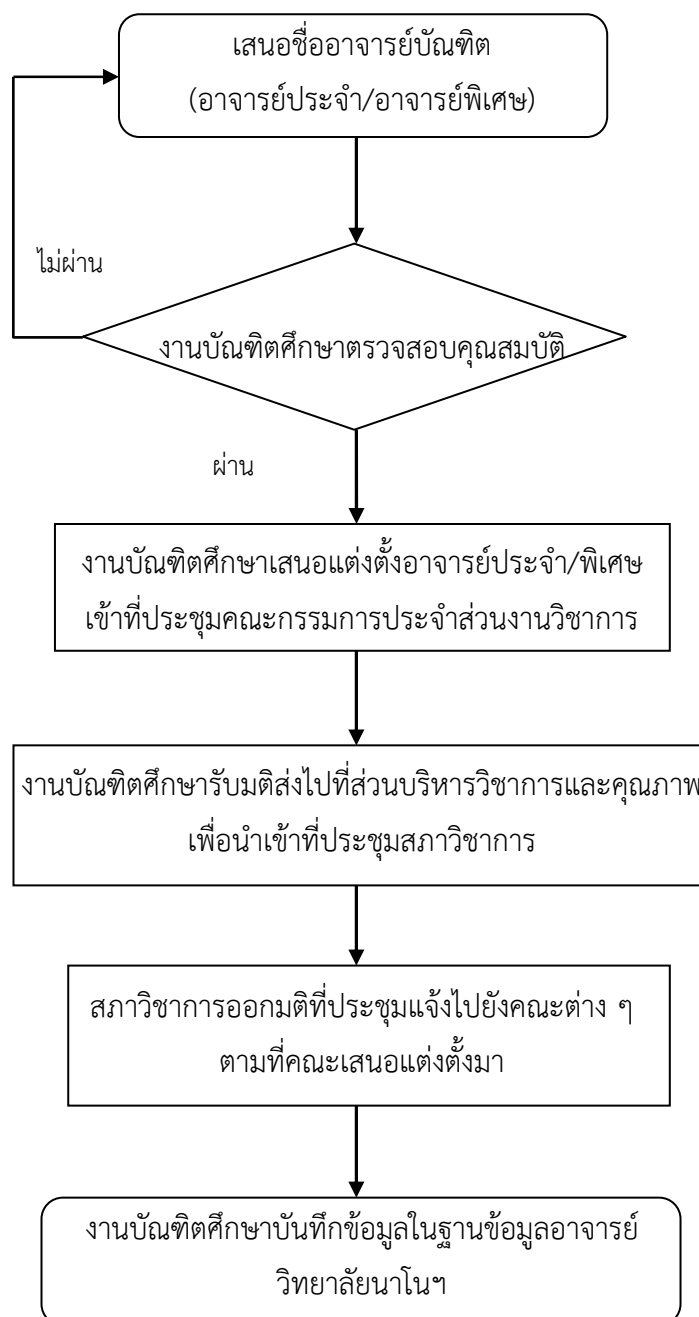 เสนอชื่ออาจารย์บัณฑิต
(อาจารย์ประจำ/อาจารย์พิเศษ)
ไม่ผ่าน
งานบัณฑิตศึกษาตรวจสอบคุณสมบัติ
ผ่าน
งานบัณฑิตศึกษาเสนอแต่งตั้งอาจารย์ประจำ/พิเศษ
เข้าที่ประชุมคณะกรรมการประจำส่วนงานวิชาการ
งานบัณฑิตศึกษารับมติส่งไปที่ส่วนบริหารวิชาการและคุณภาพ
เพื่อนำเข้าที่ประชุมสภาวิชาการ
สภาวิชาการออกมติที่ประชุมแจ้งไปยังคณะต่าง ๆ
ตามที่คณะเสนอแต่งตั้งมา
งานบัณฑิตศึกษาบันทึกข้อมูลในฐานข้อมูลอาจารย์
วิทยาลัยนาโนฯ